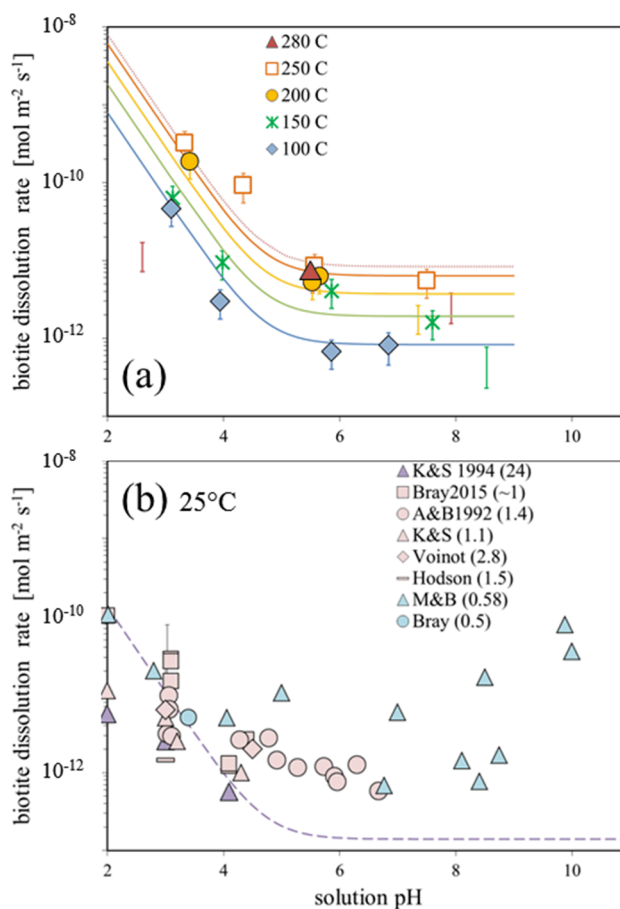 10-8
280 C
250 C
200 C
150 C
100 C
10-10
10-12
biotite dissolution rate [mol m-2 s-1]
(a)
2 4 6 8 10
10-8
(b) 25°C
K&S 1994 (24)
Bray2015 (~1)
A&B1992 (1.4)
K&S (1.1)
Voinot (2.8)
Hodson (1.5)
M&B (0.58)
Bray (0.5)
10-10
10-12
biotite dissolution rate [mol m-2 s-1]
2 4 6 8 10
solution pH